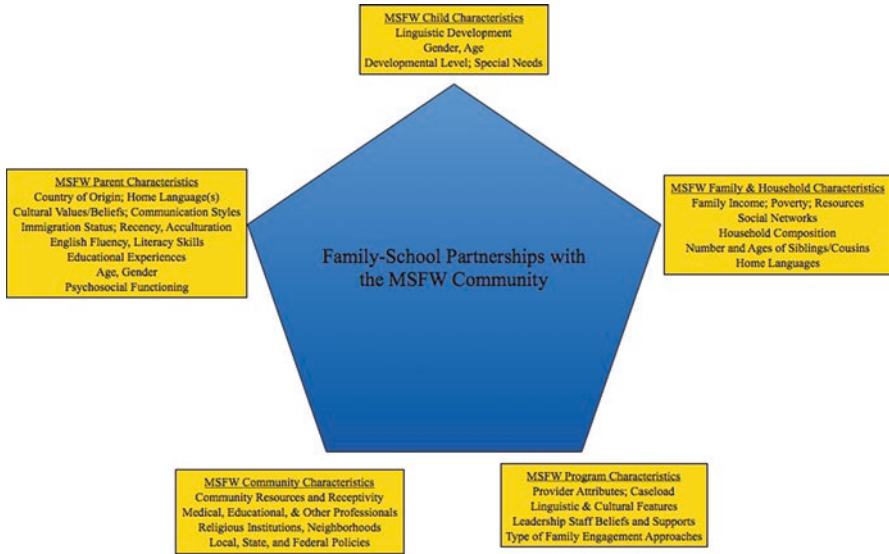 MSFW Child Characteristics
Linguistic Development
Gender, Age
Developmental Level; Special Needs
MSFW Parent Characteristics
Country of Origin; Home Language(s)
Cultural Values/Beliefs; Communication Styles
Immigration Status; Recency, Acculturation
English Fluency, Literacy Skills
Educational Experiences
Age, Gender
Psychosocial Functioning
MSFW Family & Household Characteristics
Family Income; Poverty; Resources
Social Networks
Household Composition
Number and Ages of Siblings/Cousins
Home Languages
Family-School Partnerships with
the MSFW Community
MSFW Community Characteristics
Community Resources and Receptivity
Medical, Educational, & Other Professionals
Religious Institutions, Neighborhoods
Local, State, and Federal Policies
MSFW Program Characteristics
Provider Attributes; Caseload
Linguistic & Cultural Features
Leadership Staff Beliefs and Supports
Type of Family Engagement Approaches